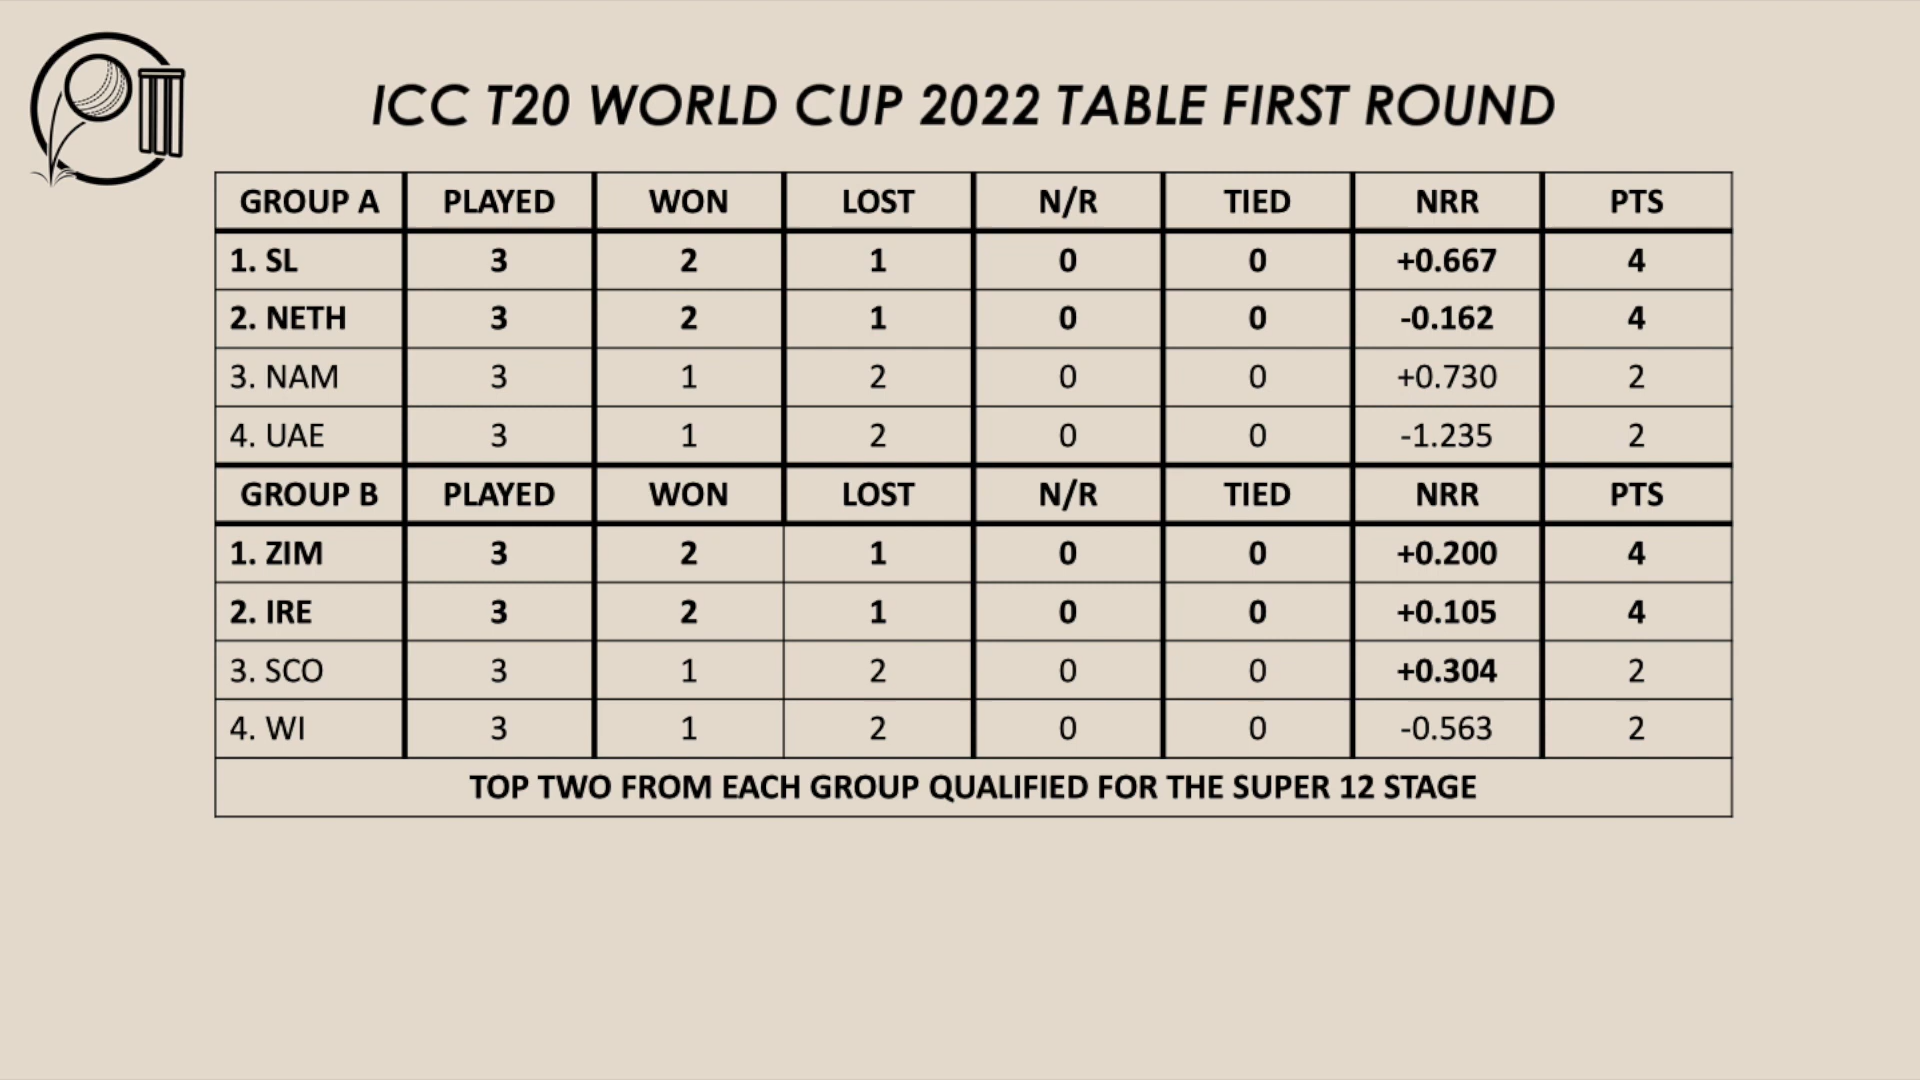 ICC T20 WORLD CUP 2022 TABLE FIRST ROUND
GROUP A PLAYED WON LOST N/R TIED NRR PTS
1. SL 3 2 1 0 0 +0.667 4
2. NETH 3 2 1 0 0 -0.162 4
3. NAM 3 1 2 0 0 +0.730 2
4. UAE 3 1 2 0 0 -1.235 2
GROUP B PLAYED WON LOST N/R TIED NRR PTS
1. ZIM 3 2 1 0 0 +0.200 4
2. IRE 3 2 1 0 0 +0.105 4
3. SCO 3 1 2 0 0 +0.304 2
4. WI 3 1 2 0 0 -0.563 2
TOP TWO FROM EACH GROUP QUALIFIED FOR THE SUPER 12 STAGE